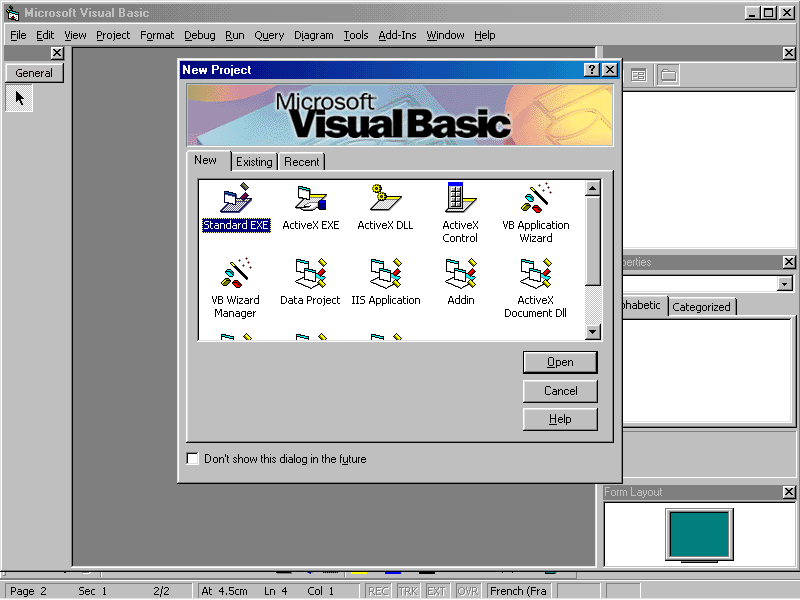 Microsoft Visual Basic
File Edit View Project Format Debug Run Query Diagram Tools Add-Ins Window Help
General
New Project
Microsoft
Visual Basic
New Existing Recent
Standard EXE ActiveX EXE ActiveX DLL ActiveX Control VB Application Wizard
VB Wizard Manager Data Project IIS Application Addin ActiveX Document Dll
Open
Cancel
Help
Don't show this dialog in the future
Categorized
Form Layout
Page 2 Sec 1 2/2 At 4.5cm Ln 4 Col 1 REC TRK EXT OVR French (Fra